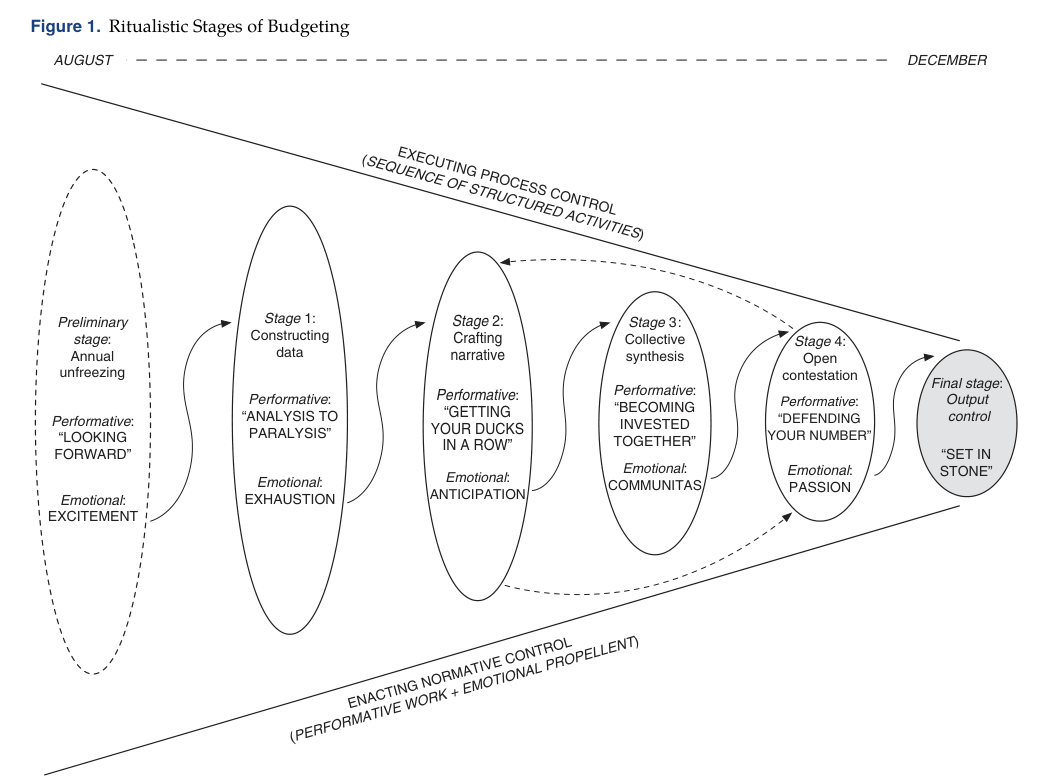 Figure 1. Ritualistic Stages of Budgeting
AUGUST
DECEMBER
EXECUTING PROCESS CONTROL
(SEQUENCE OF STRUCTURED ACTIVITIES)
Preliminary
stage:
Annual
unfreezing
Performative:
“LOOKING
FORWARD”
Emotional:
EXCITEMENT
Stage 1:
Constructing
data
Performative:
“ANALYSIS TO
PARALYSIS”
Emotional:
EXHAUSTION
Stage 2:
Crafting
narrative
Performative:
“GETTING
YOUR DUCKS
IN A ROW”
Emotional:
ANTICIPATION
Stage 3:
Collective
synthesis
Performative:
“BECOMING
INVESTED
TOGETHER”
Emotional:
COMMUNITAS
Stage 4:
Open
contestation
Performative:
“DEFENDING
YOUR NUMBER”
Emotional:
PASSION
Final stage:
Output
control
“SET IN
STONE”
ENACTING NORMATIVE CONTROL
(PERFORMATIVE WORK + EMOTIONAL PROPELLENT)